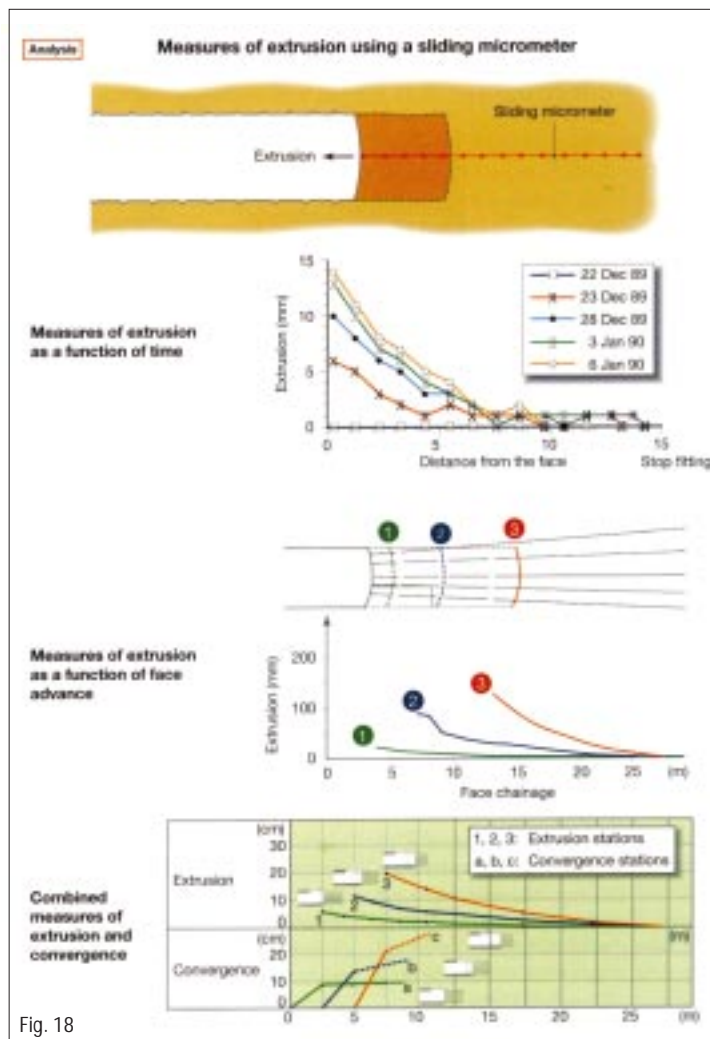 Analysis
Measures of extrusion using a sliding micrometer
Sliding micrometer
Extrusion
Measures of extrusion
as a function of time
Extrusion (mm)
15
10
5
0
22 Dec 89
23 Dec 89
28 Dec 89
3 Jan 90
6 Jan 90
0
5
10
15
Distance from the face
Stop fitting
1
2
3
Measures of extrusion
as a function of face
advance
Extrusion (mm)
200
100
0
1
2
3
0
5
10
15
20
25
(m)
Face chainage
Combined
measures of
extrusion and
convergence
Extrusion
(cm)
30
20
10
0
1
2
3
1, 2, 3: Extrusion stations
a, b, c: Convergence stations
(m)
Convergence
(cm)
20
10
0
a
b
c
0
5
10
15
20
25
(m)
Fig. 18